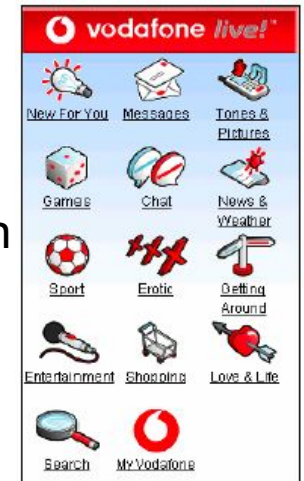 vodafone live!™
New For You Messages Tones &
Pictures
Games Chat News &
Weather
n
Sport Erotic Getting
Around
Entertainment Shopping Love & Life
Search My Vodafone